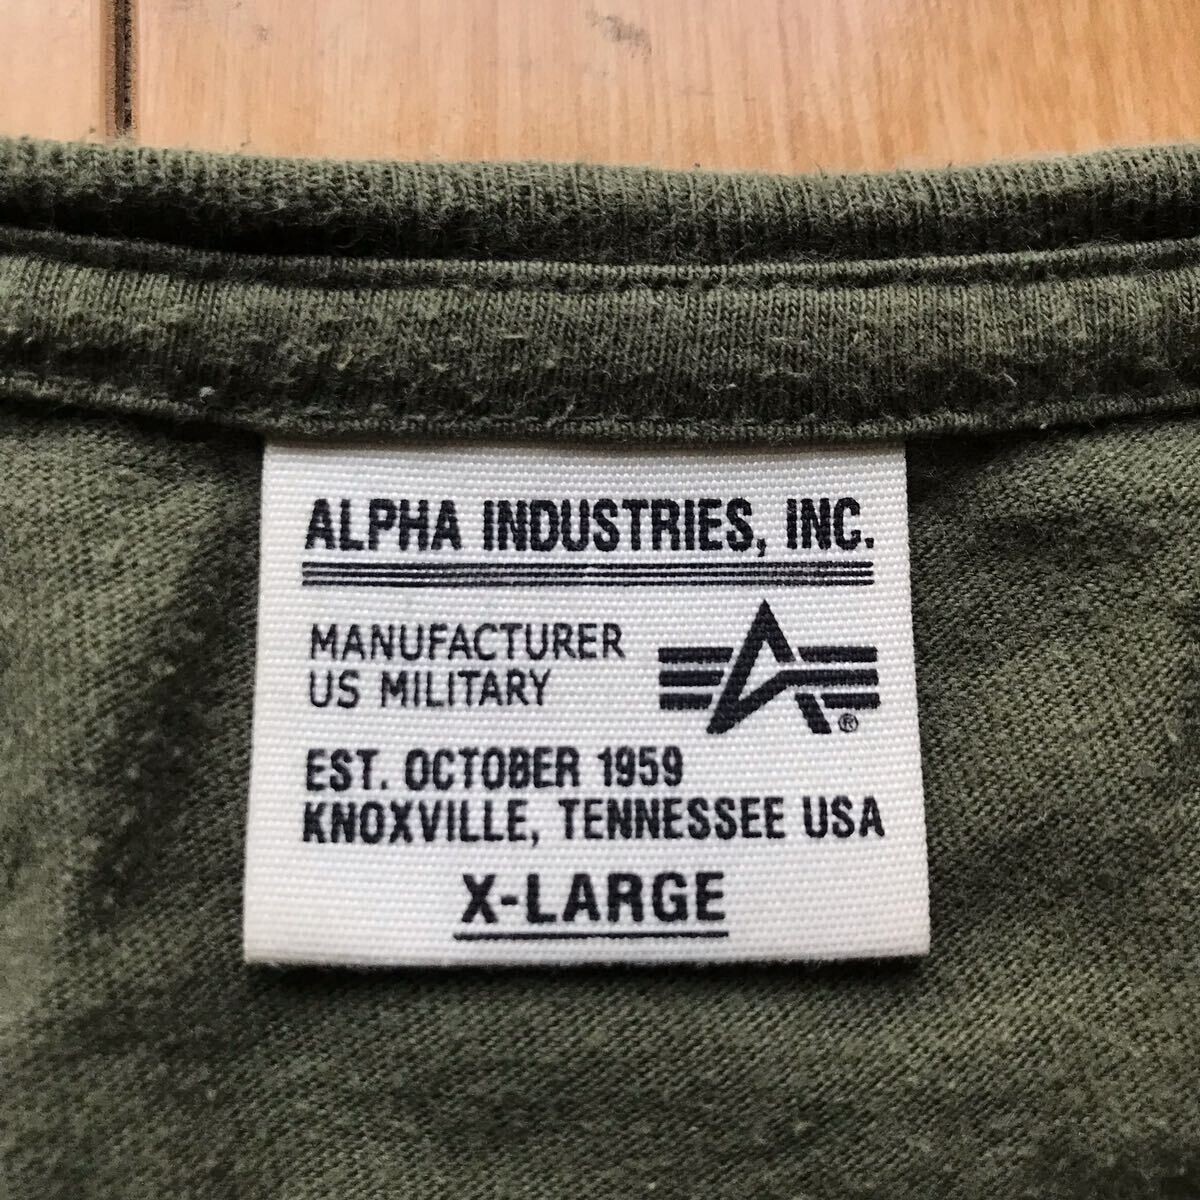 ALPHA INDUSTRIES, INC.
MANUFACTURER
US MILITARY
®
EST. OCTOBER 1959
KNOXVILLE, TENNESSEE USA
X-LARGE